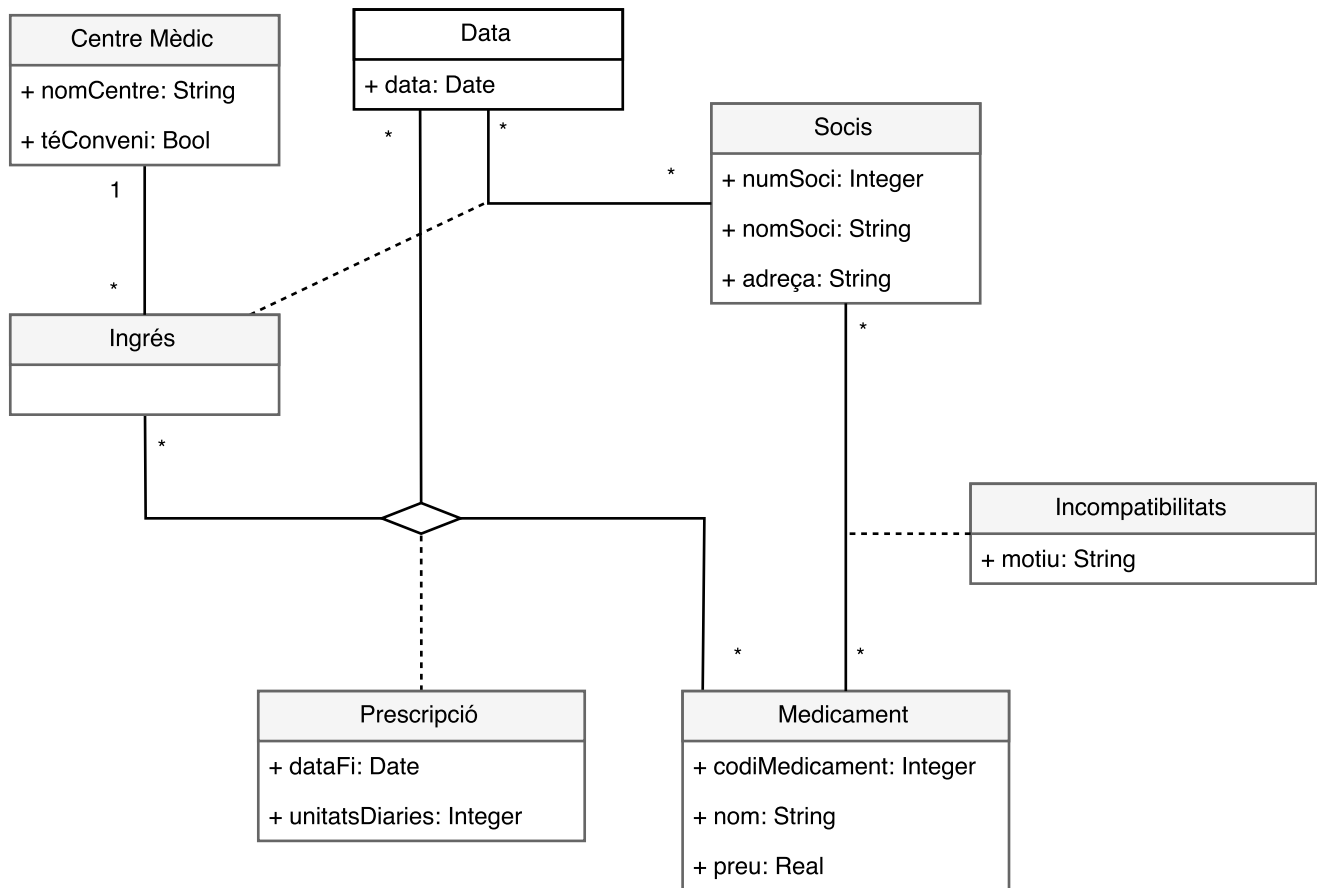 Centre Mèdic
+ nomCentre: String
+ téConveni: Bool
Data
+ data: Date
Socis
+ numSoci: Integer
+ nomSoci: String
+ adreça: String
*
*
*
1
*
Ingrés
*
*
Incompatibilitats
+ motiu: String
*
*
Prescripció
+ dataFi: Date
+ unitatsDiaries: Integer
Medicament
+ codiMedicament: Integer
+ nom: String
+ preu: Real